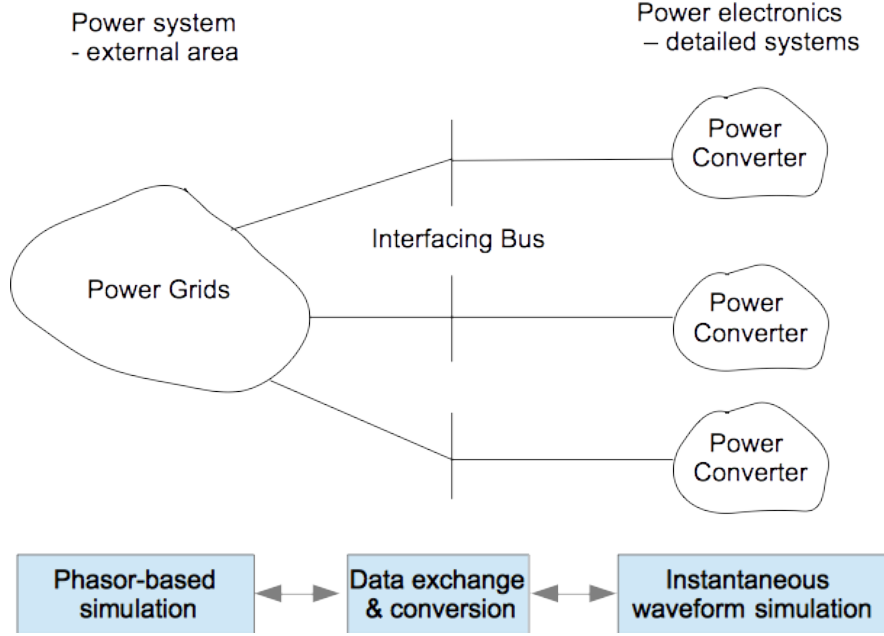 Power system
- external area
Power electronics
– detailed systems
Power
Converter
Interfacing Bus
Power Grids
Power
Converter
Power
Converter
Phasor-based
simulation
Data exchange
& conversion
Instantaneous
waveform simulation